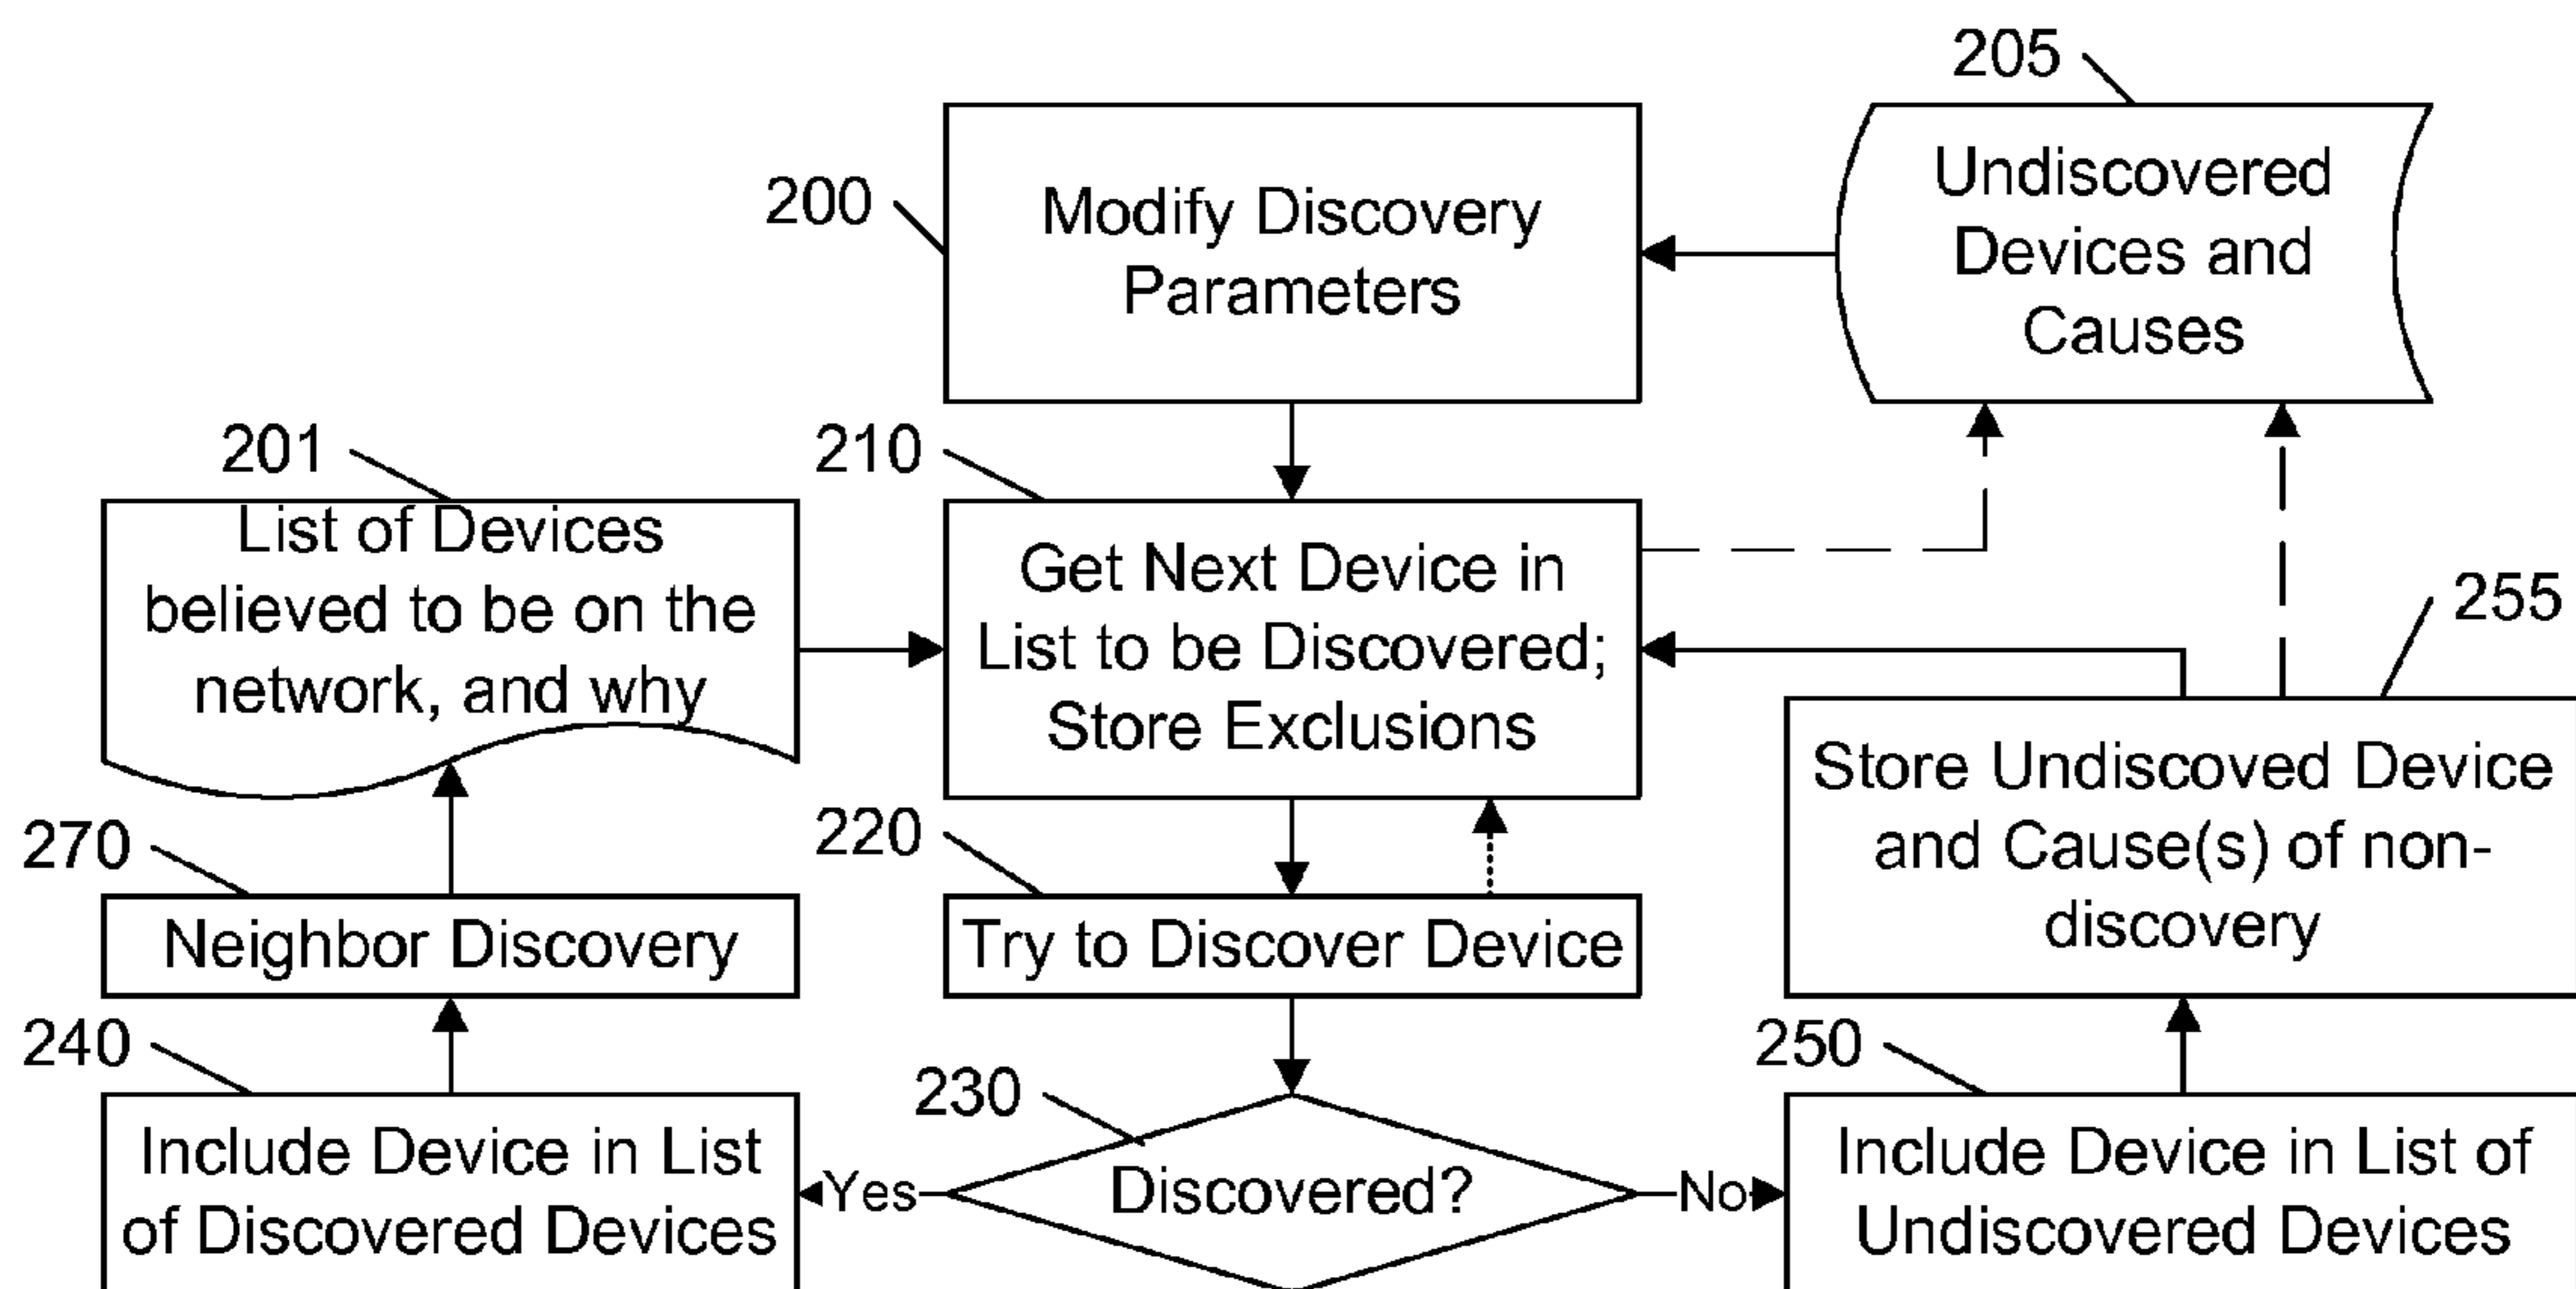 205
200
Modify Discovery
Parameters
Undiscovered
Devices and
Causes
201
List of Devices
believed to be on the
network, and why
210
Get Next Device in
List to be Discovered;
Store Exclusions
255
Store Undiscoved Device
and Cause(s) of non-
discovery
270
Neighbor Discovery
220
Try to Discover Device
240
Include Device in List
of Discovered Devices
230
Yes
Discovered?
No
250
Include Device in List of
Undiscovered Devices